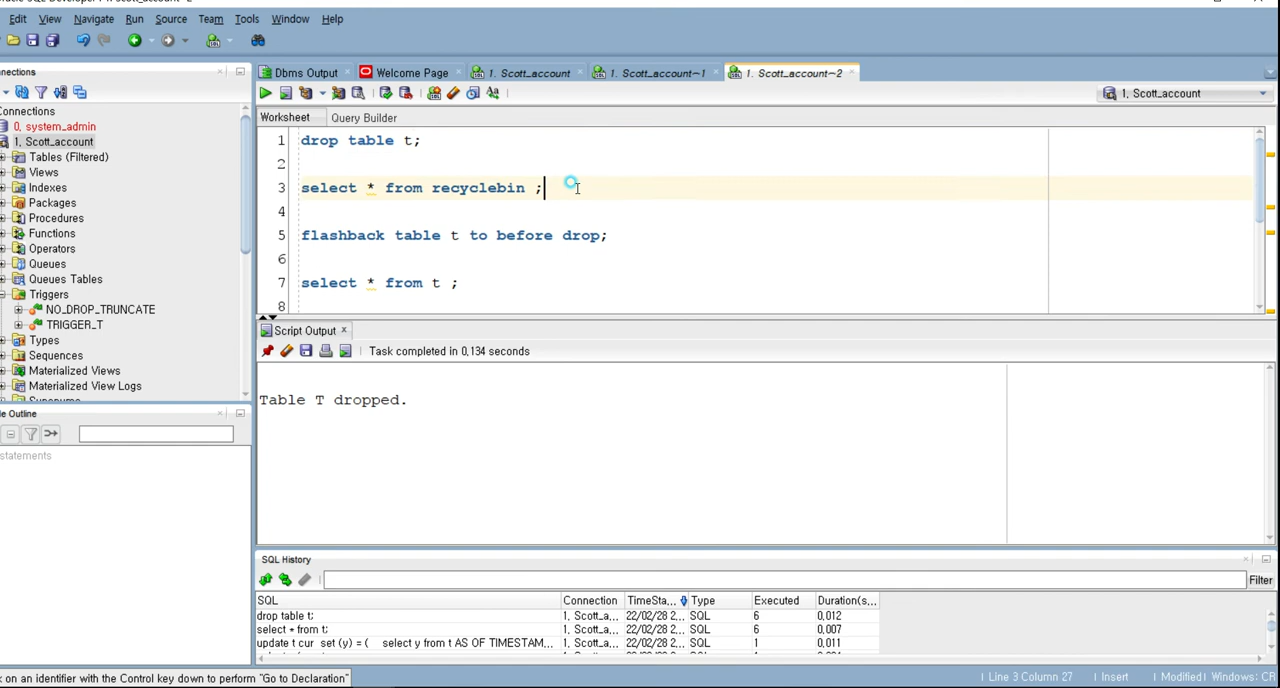 Edit View Navigate Run Source Team Tools Window Help
Dbms Output Welcome Page 1. Scott_account 1. Scott_account~1 1. Scott_account~2
1. Scott_account
Worksheet Query Builder
1 drop table t;
2
3 select * from recyclebin ;
4
5 flashback table t to before drop;
6
7 select * from t ;
8
nnections
Connections
0. system_admin
1. Scott_account
Tables (Filtered)
Views
Indexes
Packages
Procedures
Functions
Operators
Queues
Queues Tables
Triggers
NO_DROP_TRUNCATE
TRIGGER_T
Types
Sequences
Materialized Views
Materialized View Logs
le Outline
statements
Script Output
Task completed in 0.134 seconds
Table T dropped.
SQL History
Filter
SQL Connection TimeSta... Type Executed Duration(s...
drop table t; 1. Scott_a... 22/02/28 2... SQL 6 0.012
select * from t; 1. Scott_a... 22/02/28 2... SQL 6 0.007
update t cur set (y) = ( select y from t AS OF TIMESTAM... 1. Scott_a... 22/02/28 2... SQL 1 0.011
k on an identifier with the Control key down to perform "Go to Declaration"
Line 3 Column 27 Insert Modified Windows: CR